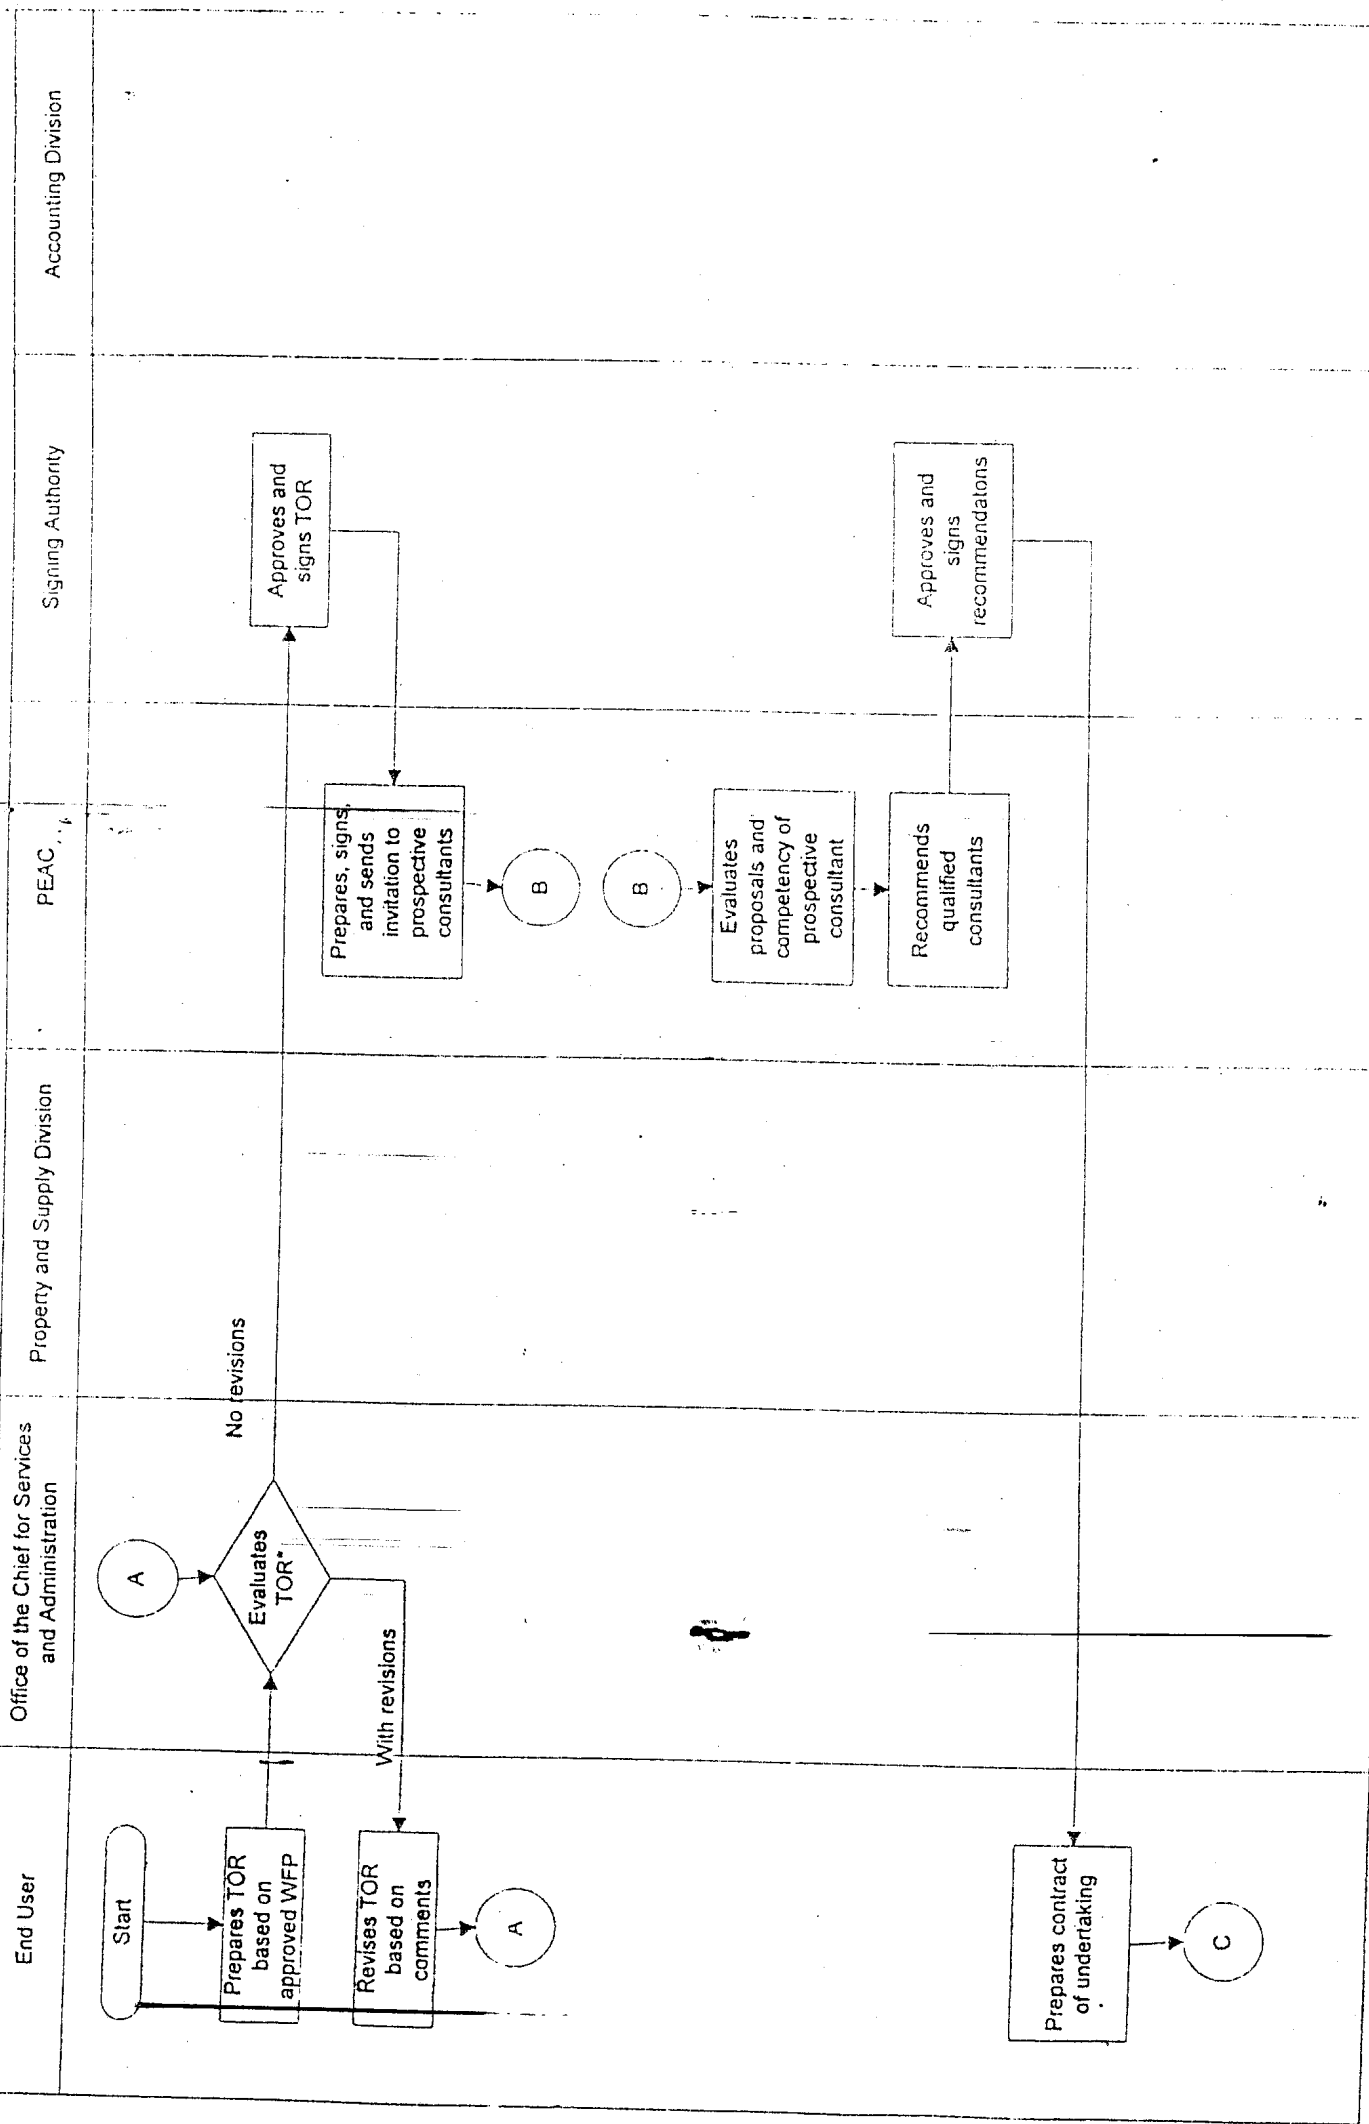 End User
Office of the Chief for Services
and Administration
Property and Supply Division
PEAC
Signing Authority
Accounting Division
Start
A
Prepares TOR
based on
approved WFP
Evaluates
TOR*
No revisions
Approves and
signs TOR
With revisions
Revises TOR
based on
comments
A
Prepares, signs,
and sends
invitation to
prospective
consultants
B
B
Evaluates
proposals and
competency of
prospective
consultant
Recommends
qualified
consultants
Approves and
signs
recommendatons
Prepares contract
of undertaking
C